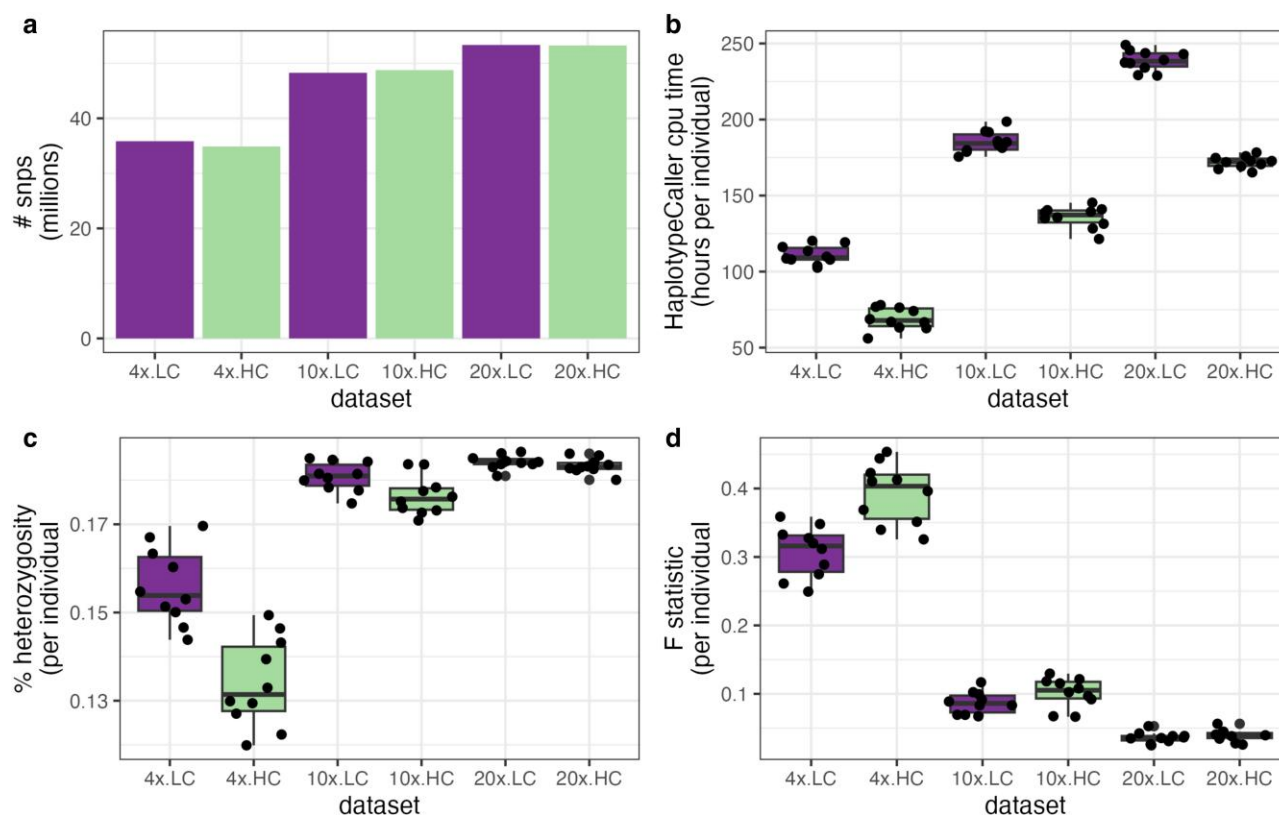 a
# snps
(millions)
40
20
0
4x.LC 4x.HC 10x.LC 10x.HC 20x.LC 20x.HC
dataset
b
HaplotypeCaller cpu time
(hours per individual)
250
200
150
100
50
4x.LC 4x.HC 10x.LC 10x.HC 20x.LC 20x.HC
dataset
c
% heterozygosity
(per individual)
0.17
0.15
0.13
4x.LC 4x.HC 10x.LC 10x.HC 20x.LC 20x.HC
dataset
d
F statistic
(per individual)
0.4
0.3
0.2
0.1
4x.LC 4x.HC 10x.LC 10x.HC 20x.LC 20x.HC
dataset